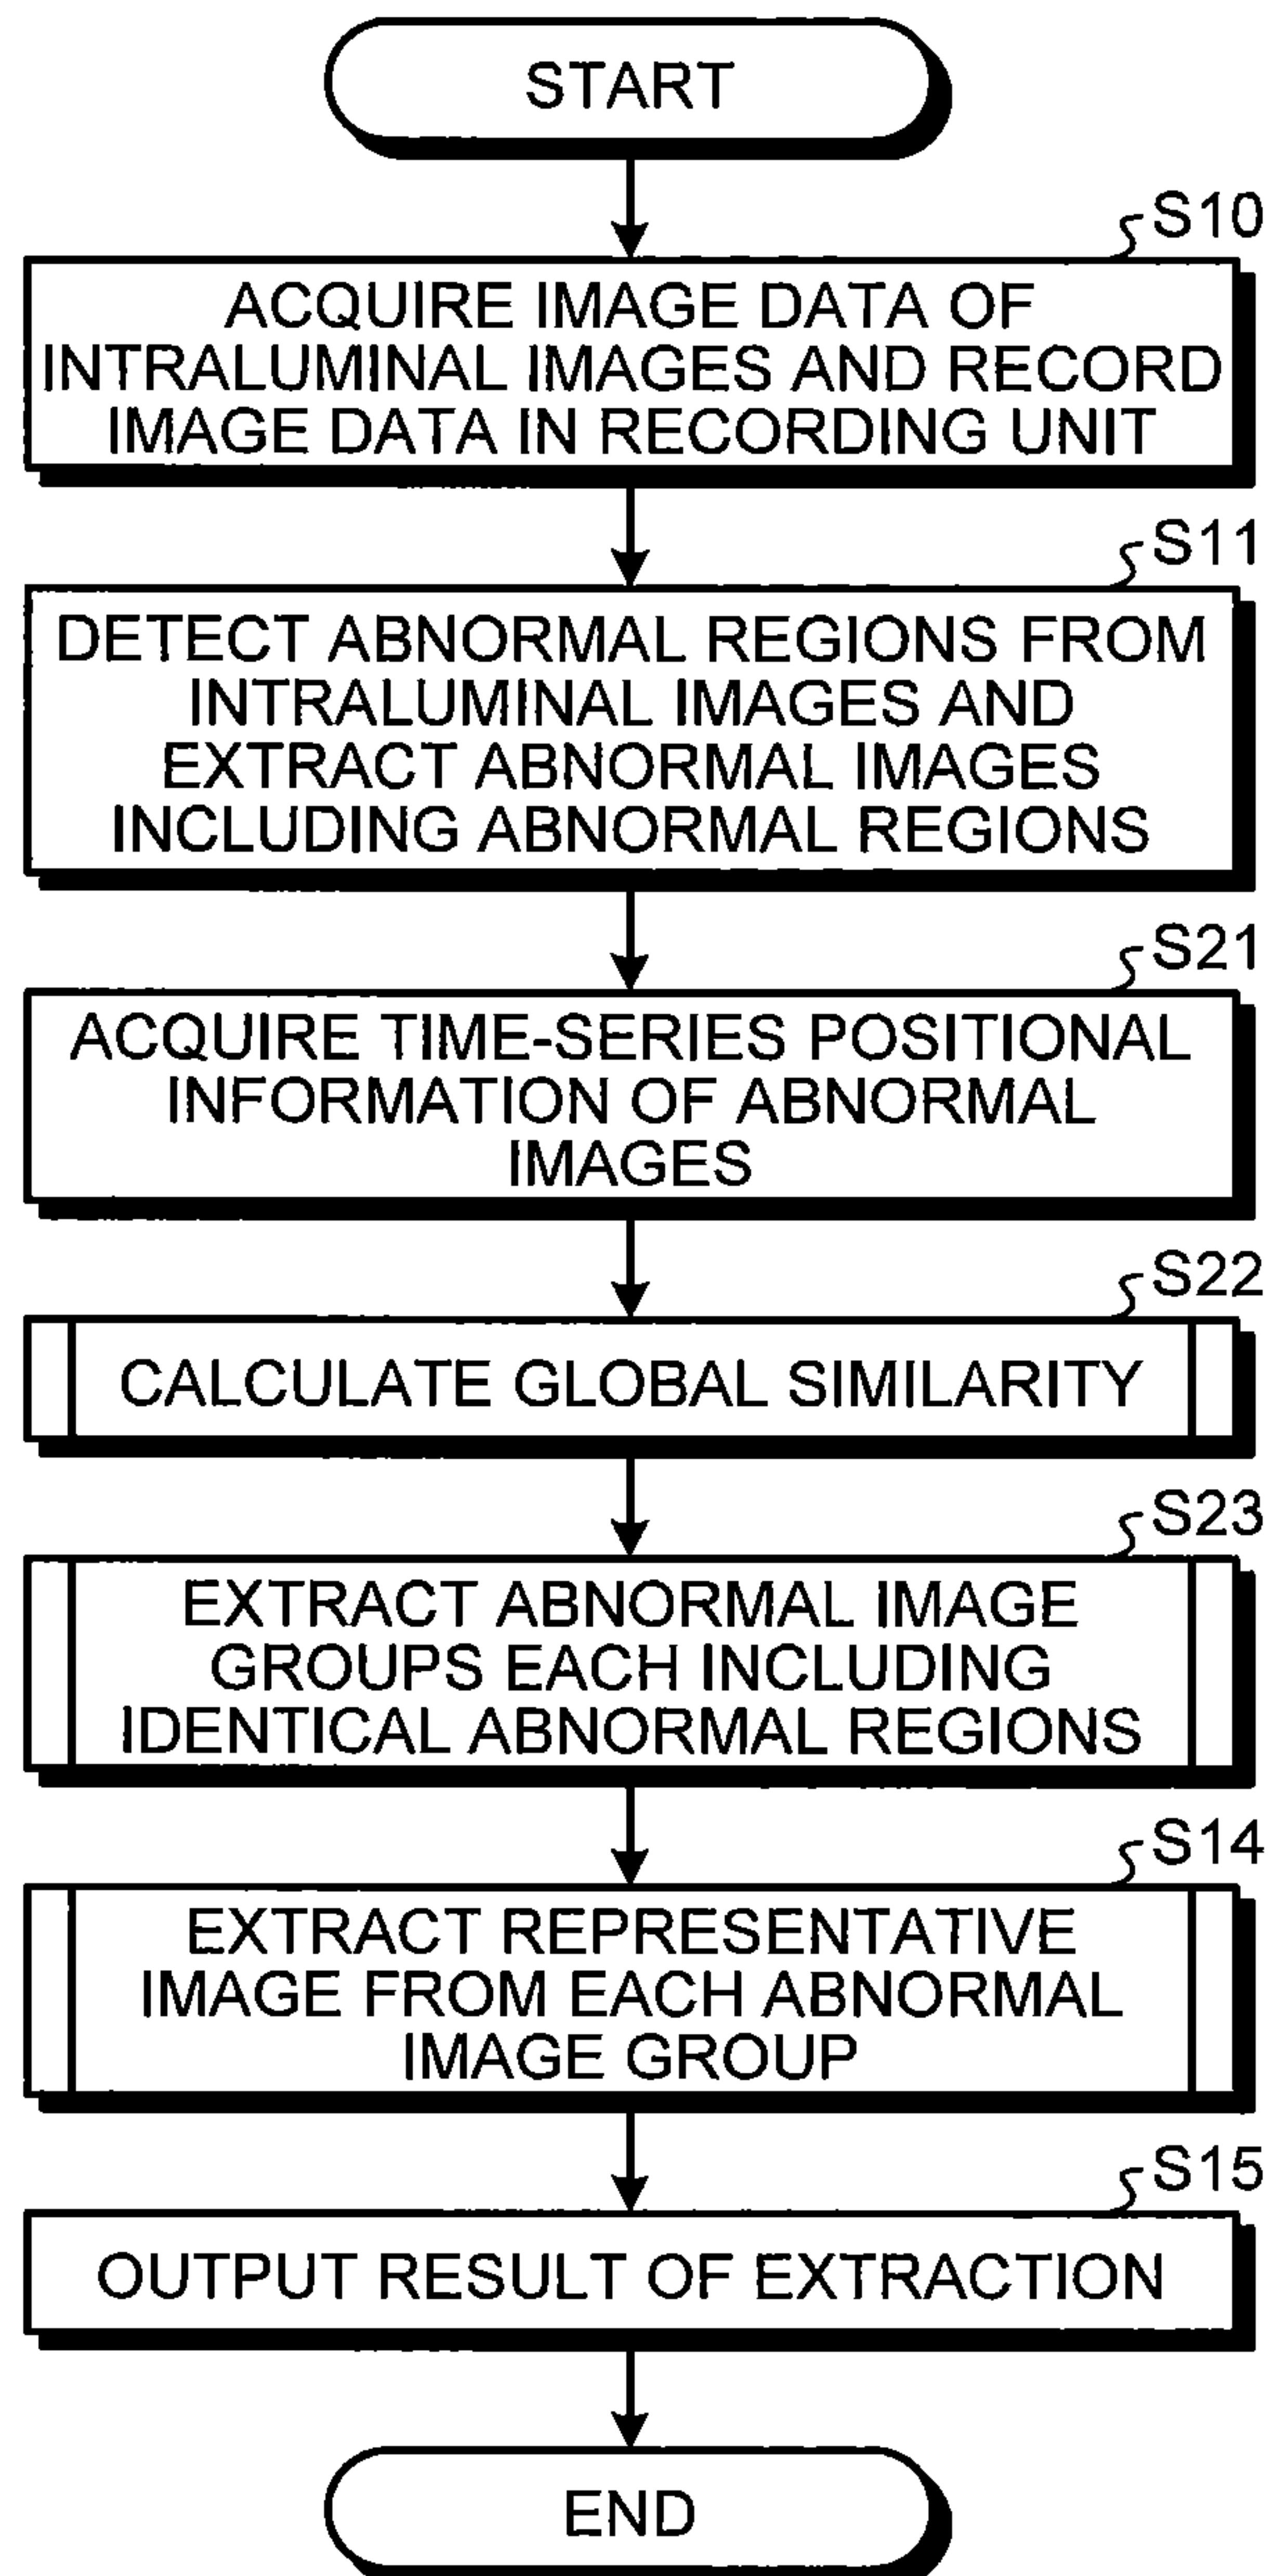 START
S10
ACQUIRE IMAGE DATA OF
INTRALUMINAL IMAGES AND RECORD
IMAGE DATA IN RECORDING UNIT
S11
DETECT ABNORMAL REGIONS FROM
INTRALUMINAL IMAGES AND
EXTRACT ABNORMAL IMAGES
INCLUDING ABNORMAL REGIONS
S21
ACQUIRE TIME-SERIES POSITIONAL
INFORMATION OF ABNORMAL
IMAGES
S22
CALCULATE GLOBAL SIMILARITY
S23
EXTRACT ABNORMAL IMAGE
GROUPS EACH INCLUDING
IDENTICAL ABNORMAL REGIONS
S14
EXTRACT REPRESENTATIVE
IMAGE FROM EACH ABNORMAL
IMAGE GROUP
S15
OUTPUT RESULT OF EXTRACTION
END